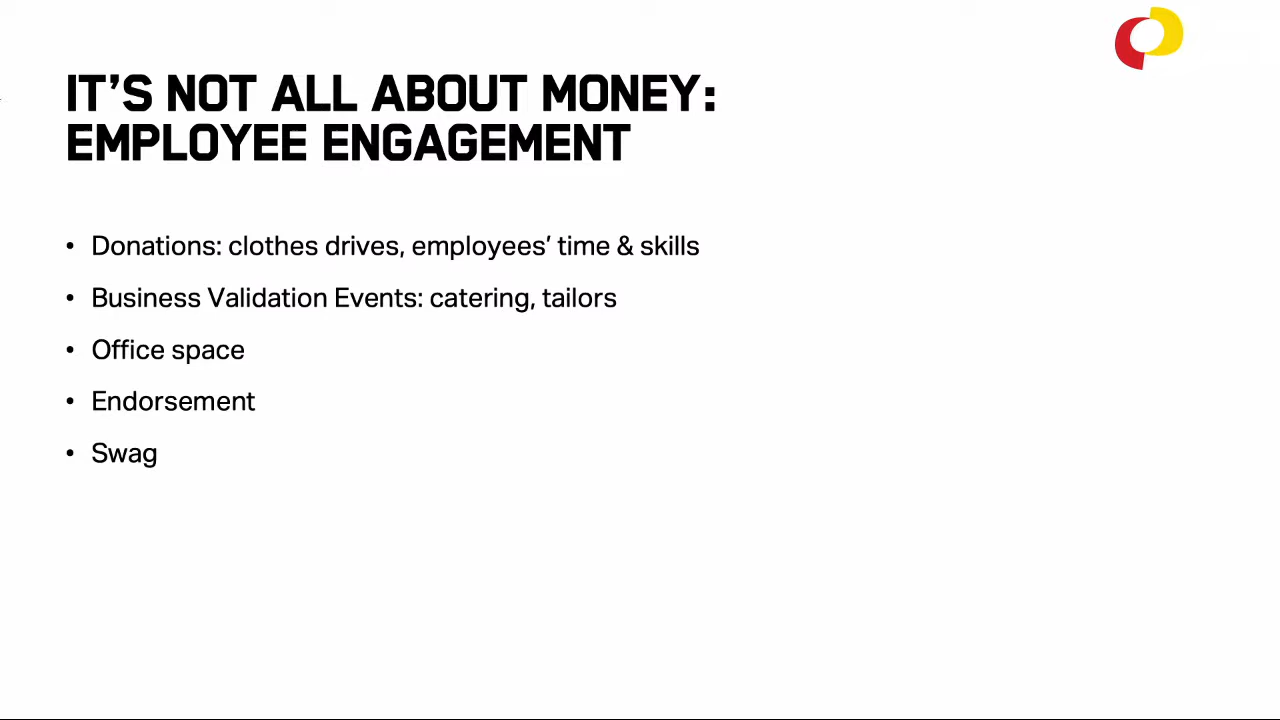 IT’S NOT ALL ABOUT MONEY:
EMPLOYEE ENGAGEMENT
• Donations: clothes drives, employees’ time & skills
• Business Validation Events: catering, tailors
• Office space
• Endorsement
• Swag